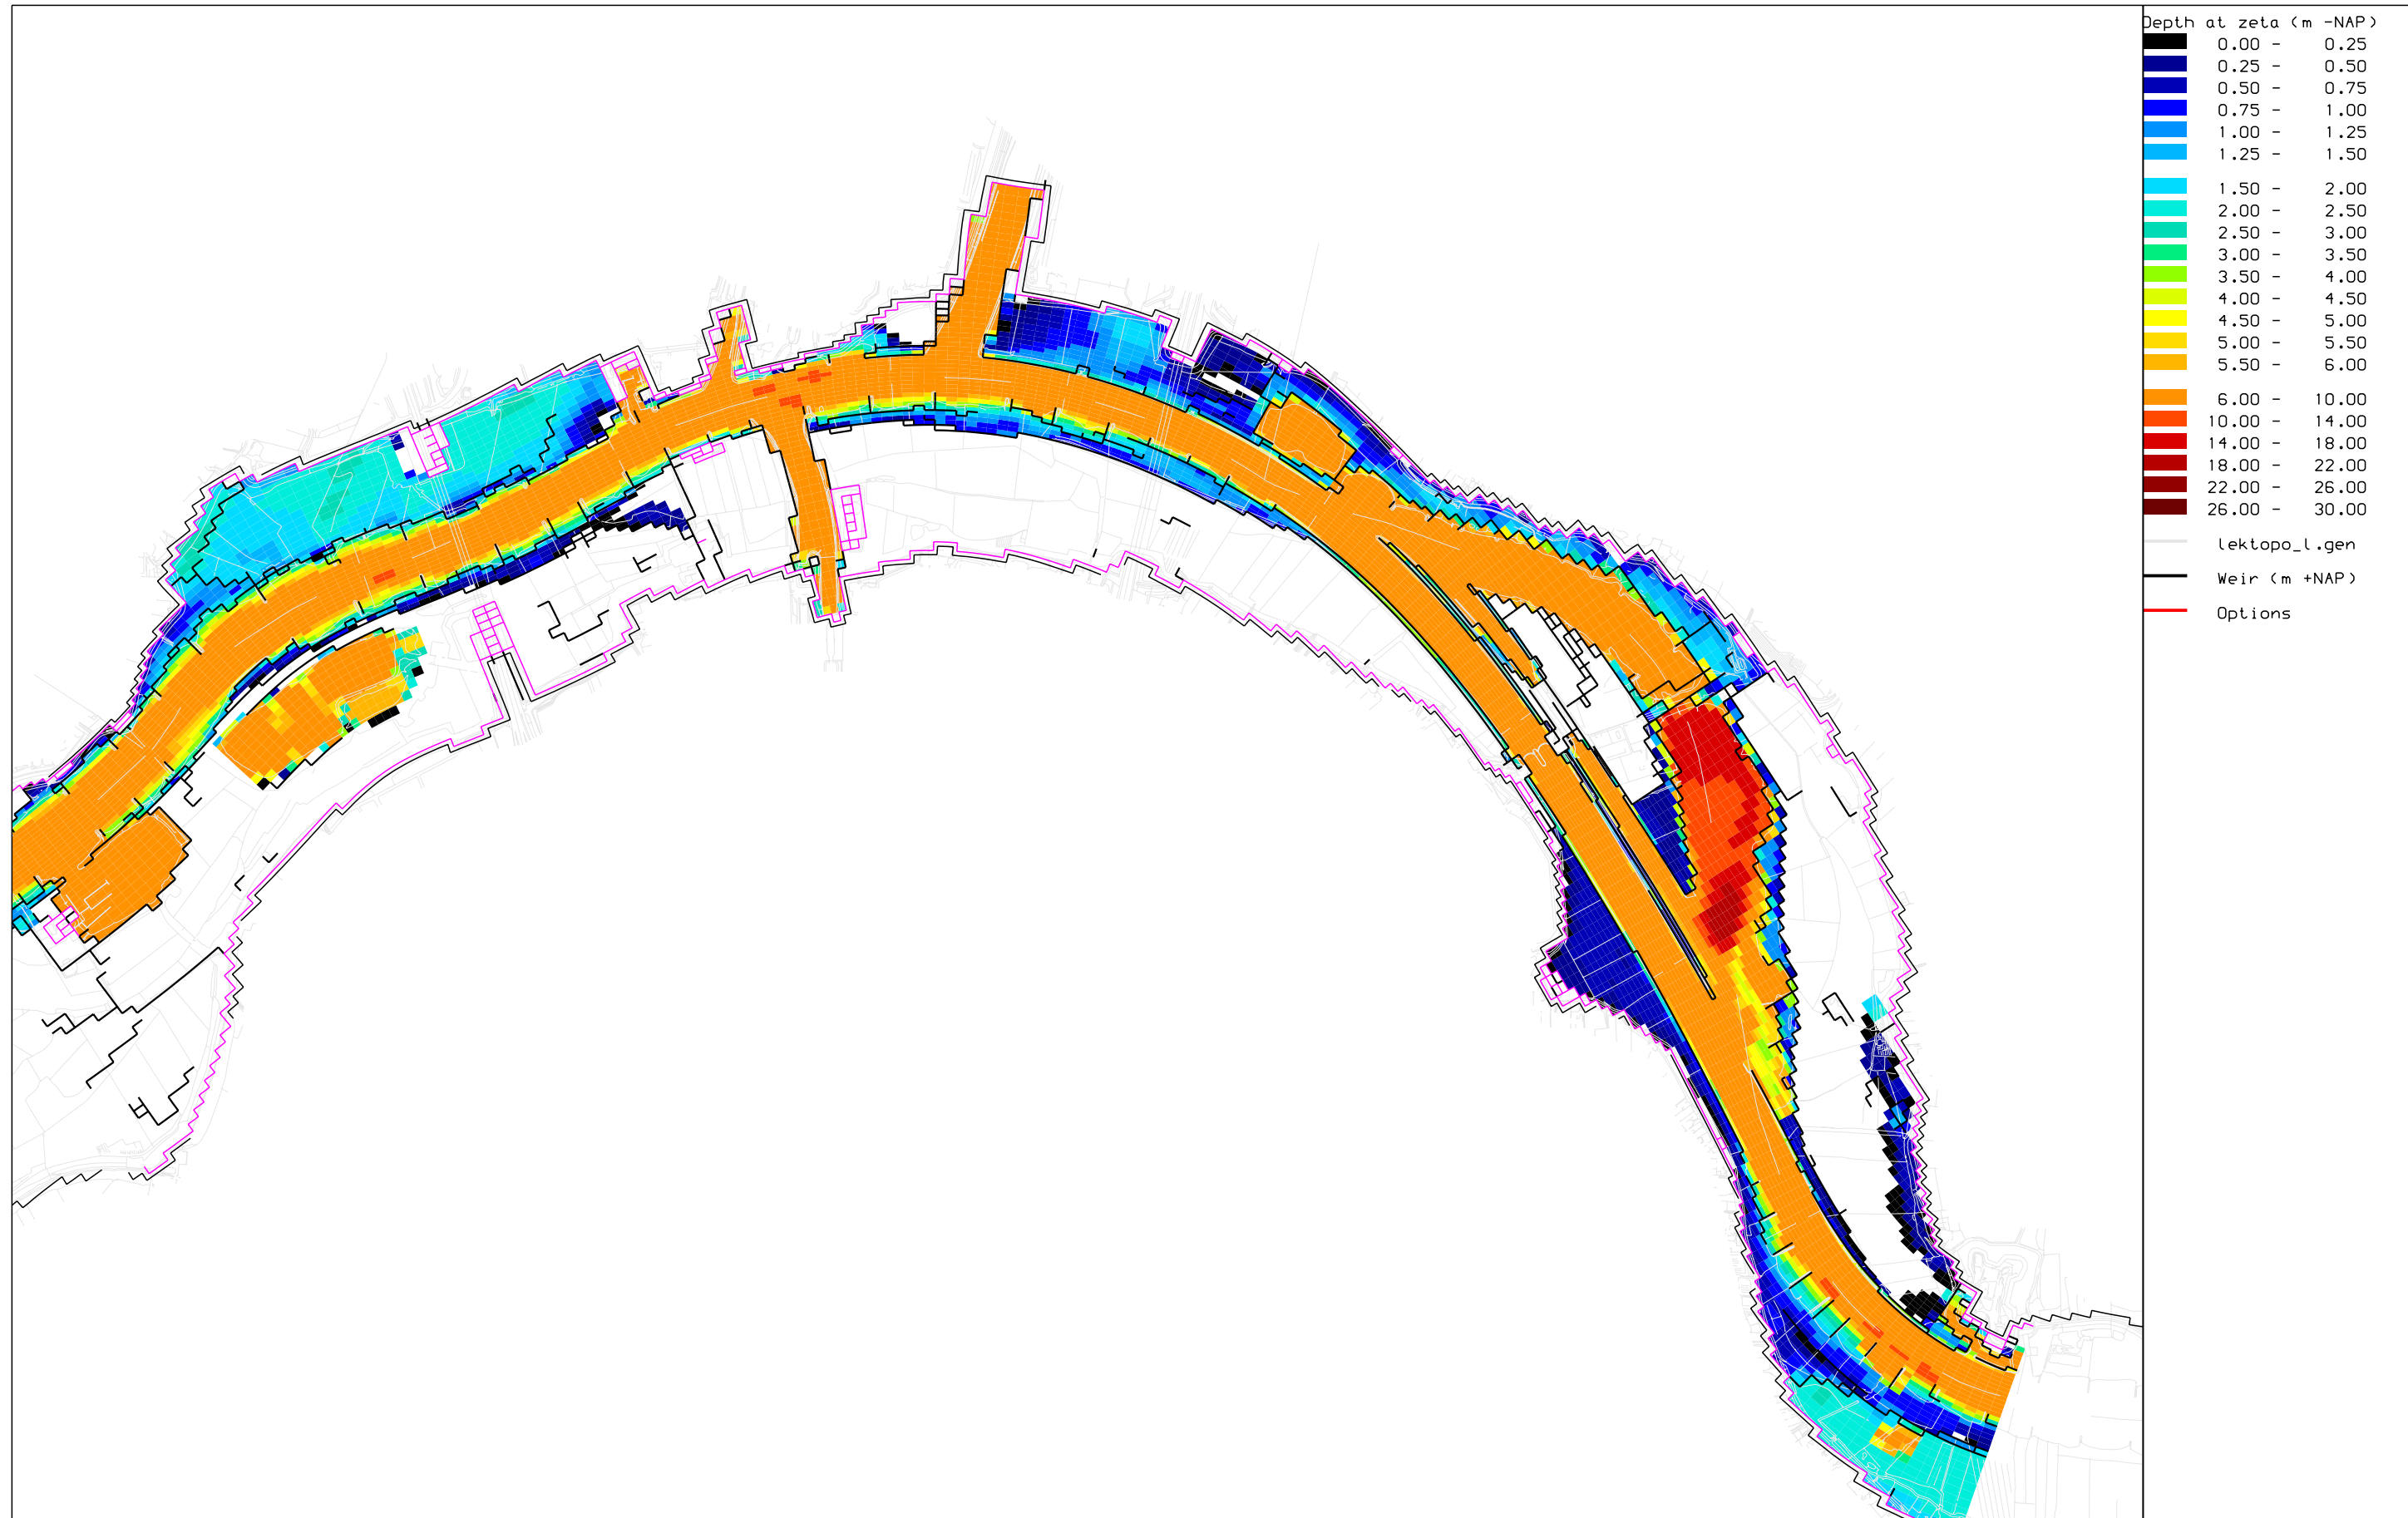 Depth at zeta (m -NAP)
0.00 - 0.25
0.25 - 0.50
0.50 - 0.75
0.75 - 1.00
1.00 - 1.25
1.25 - 1.50
1.50 - 2.00
2.00 - 2.50
2.50 - 3.00
3.00 - 3.50
3.50 - 4.00
4.00 - 4.50
4.50 - 5.00
5.00 - 5.50
5.50 - 6.00
6.00 - 10.00
10.00 - 14.00
14.00 - 18.00
18.00 - 22.00
22.00 - 26.00
26.00 - 30.00
lektopo_l.gen
Weir (m +NAP)
Options